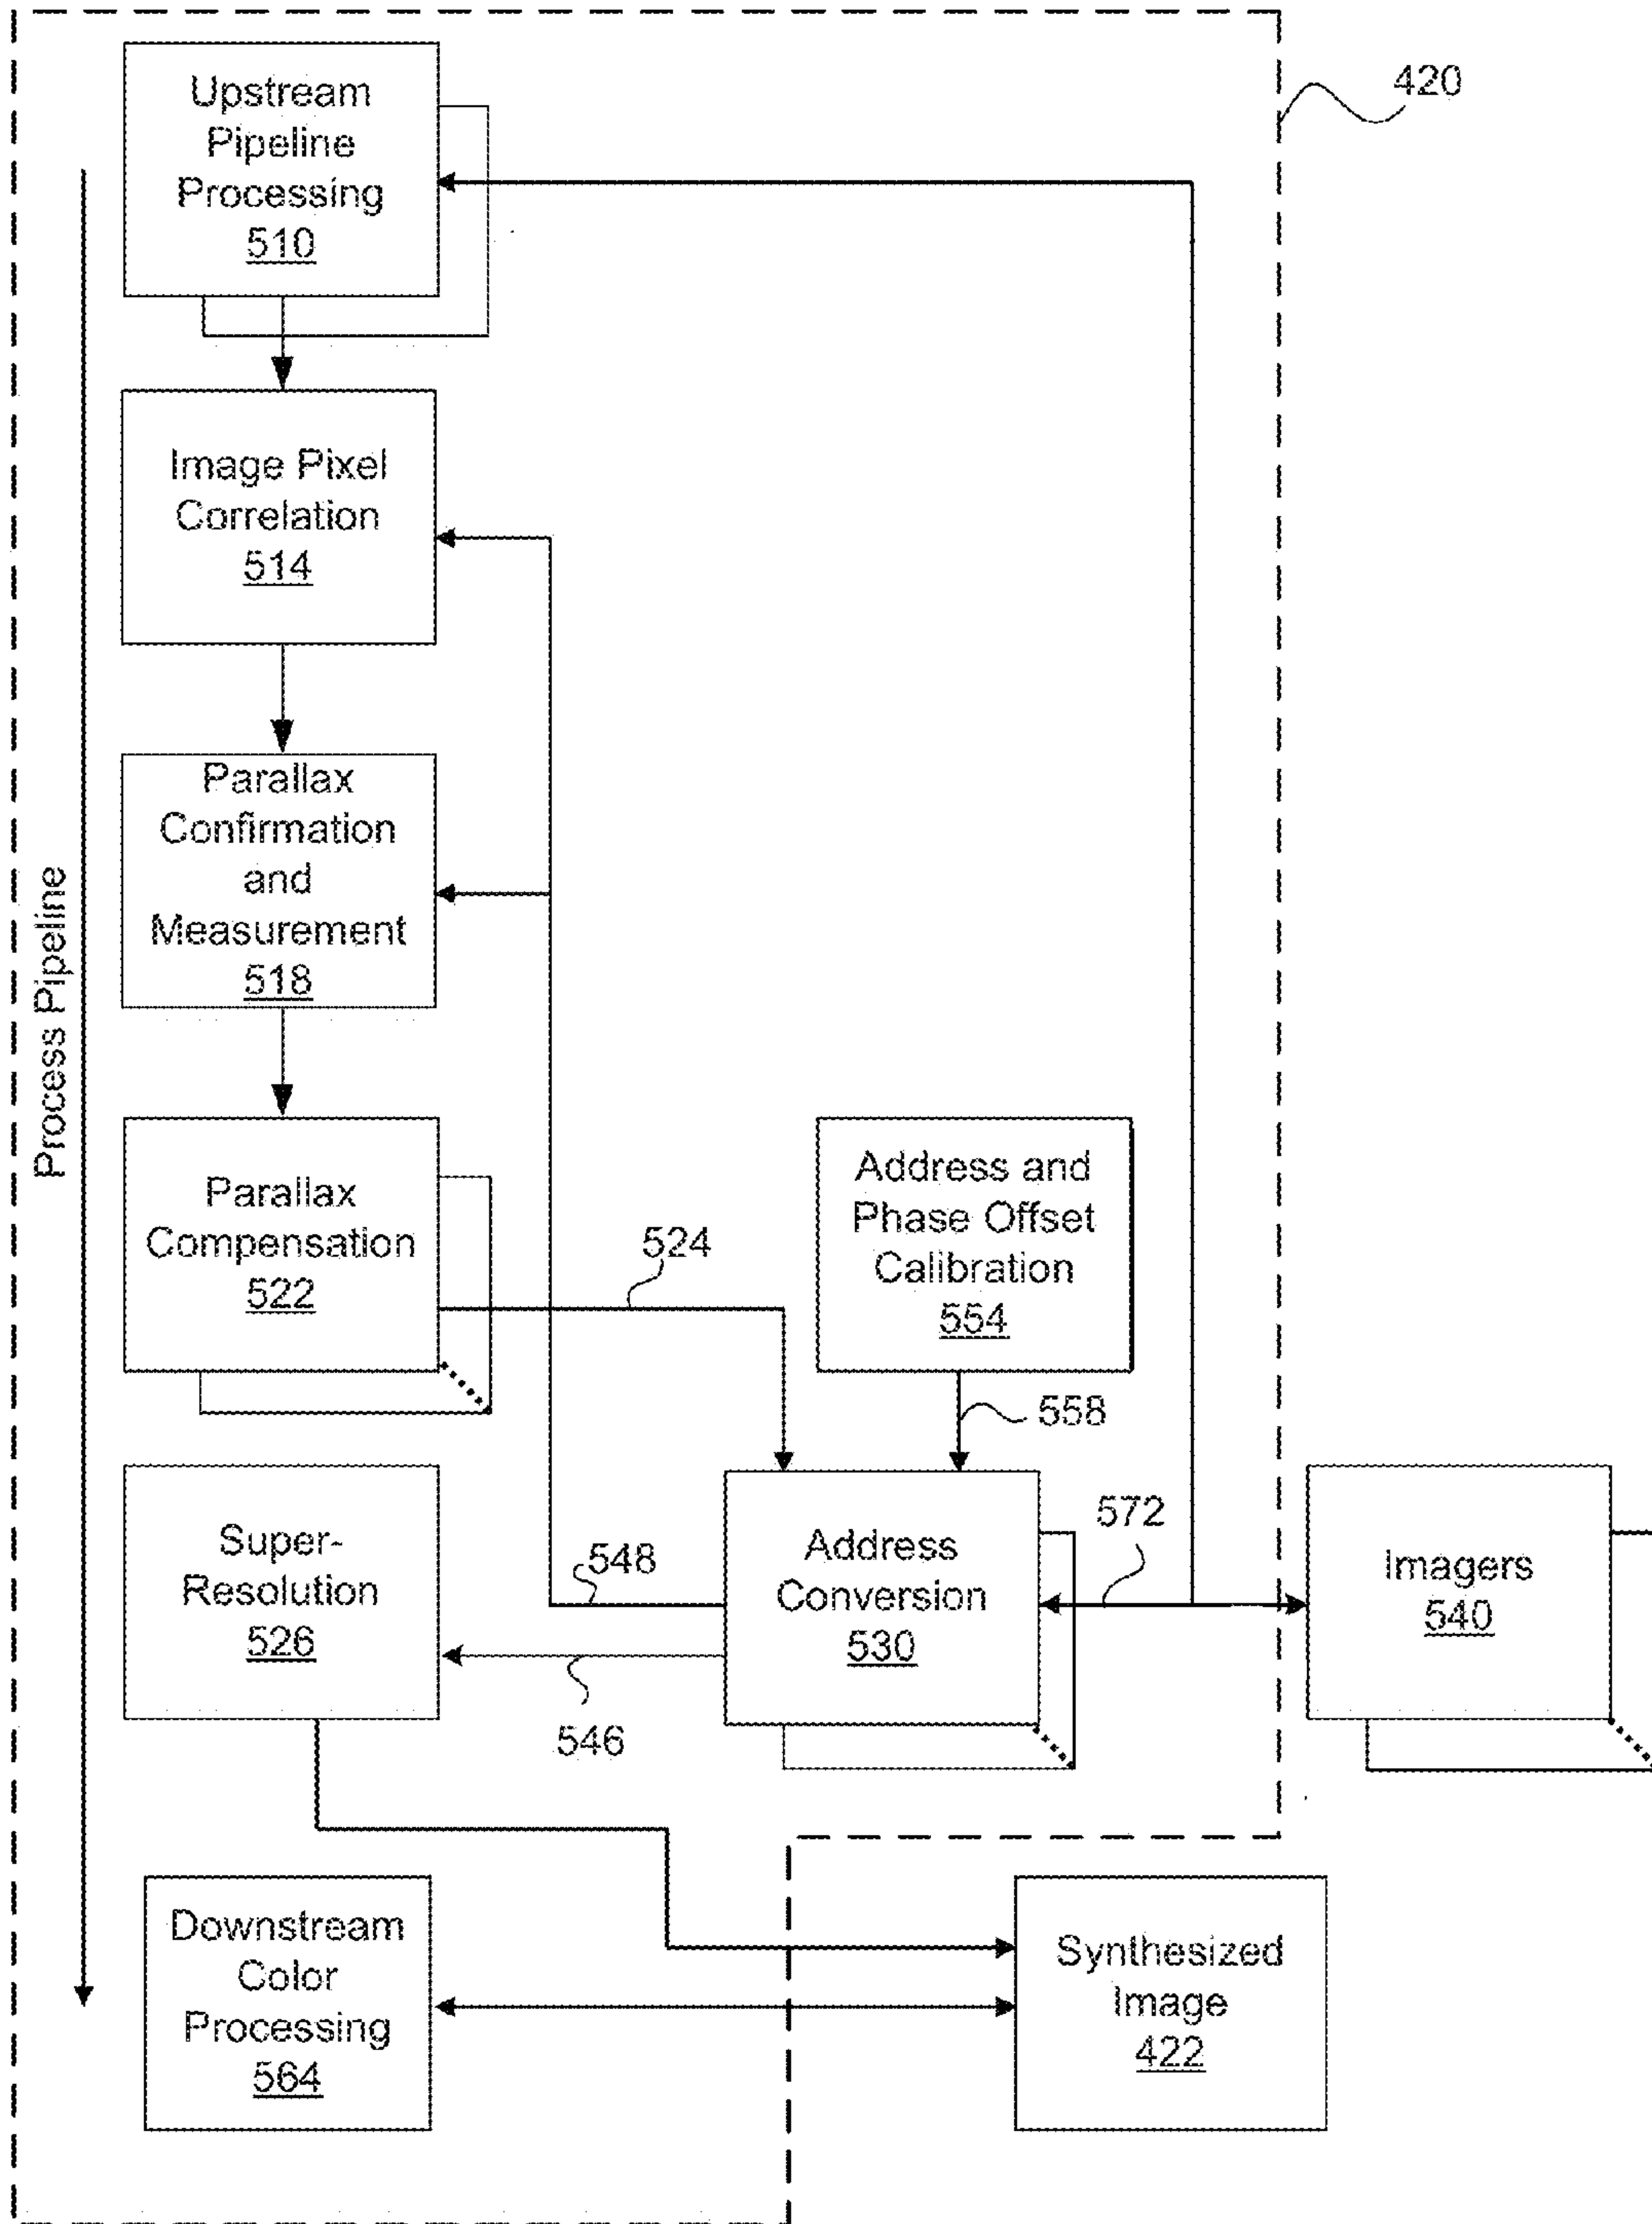 420
Upstream
Pipeline
Processing
510
Image Pixel
Correlation
514
Parallax
Confirmation
and
Measurement
518
Process Pipeline
Parallax
Compensation
522
524
Address and
Phase Offset
Calibration
554
558
Super-
Resolution
526
548
546
Address
Conversion
530
572
Imagers
540
Downstream
Color
Processing
564
Synthesized
Image
422